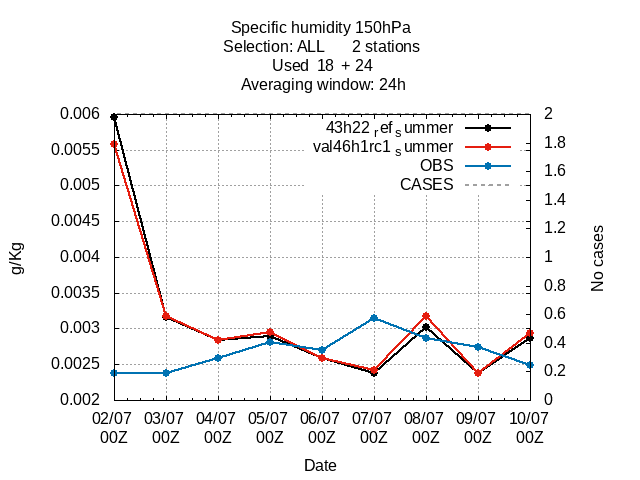 Specific humidity 150hPa
Selection: ALL 2 stations
Used 18 + 24
Averaging window: 24h
43h22 ref summer
val46h1rc1 summer
OBS
CASES
g/Kg
0.006
0.0055
0.005
0.0045
0.004
0.0035
0.003
0.0025
0.002
2
1.8
1.6
1.4
1.2
1
0.8
0.6
0.4
0.2
0
No cases
02/07 03/07 04/07 05/07 06/07 07/07 08/07 09/07 10/07
00Z 00Z 00Z 00Z 00Z 00Z 00Z 00Z 00Z
Date